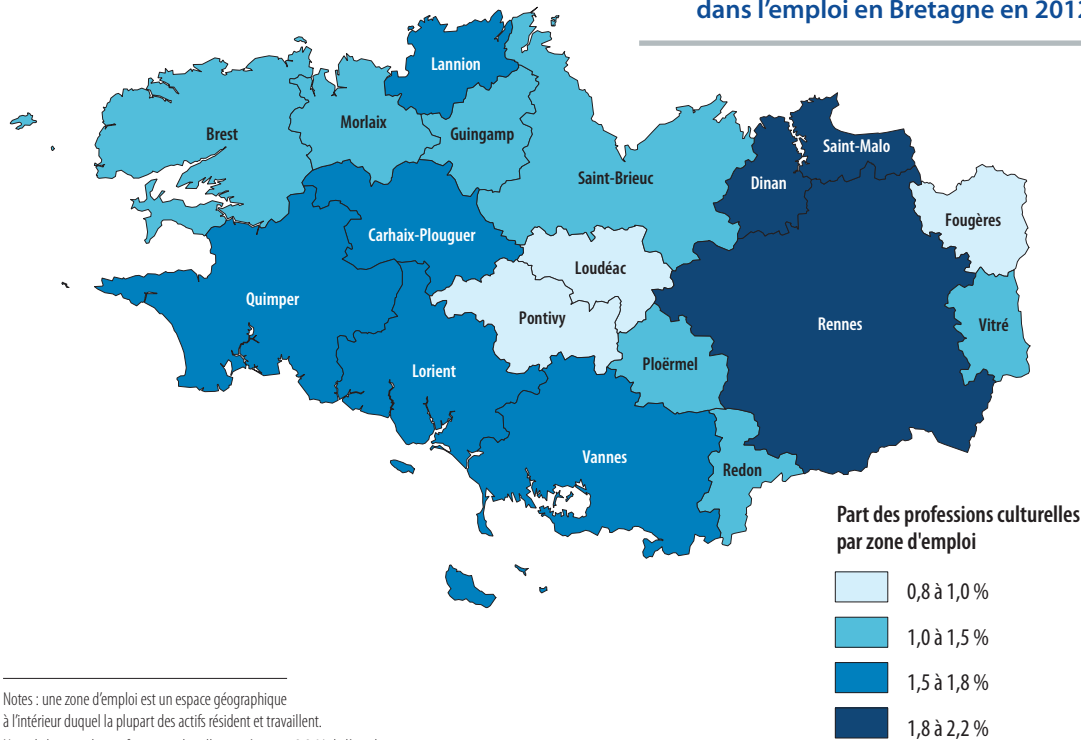 dans l'emploi en Bretagne en 2012
Lannion
Brest
Morlaix
Guingamp
Saint-Brieuc
Dinan
Saint-Malo
Fougères
Carhaix-Plouguer
Loudéac
Quimper
Pontivy
Rennes
Vitré
Ploërmel
Lorient
Vannes
Redon
Part des professions culturelles
par zone d'emploi
0,8 à 1,0 %
1,0 à 1,5 %
1,5 à 1,8 %
1,8 à 2,2 %
Notes : une zone d'emploi est un espace géographique
à l'intérieur duquel la plupart des actifs résident et travaillent.